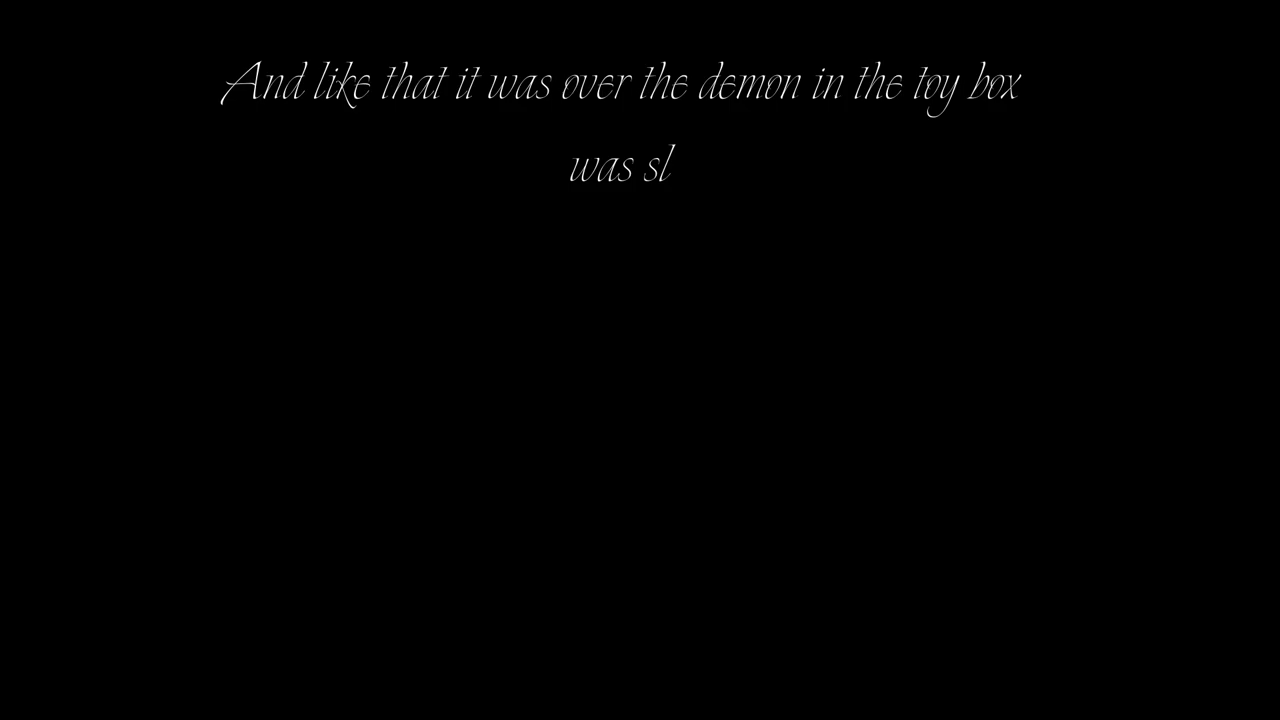 And like that it was over the demon in the toy box
was sl